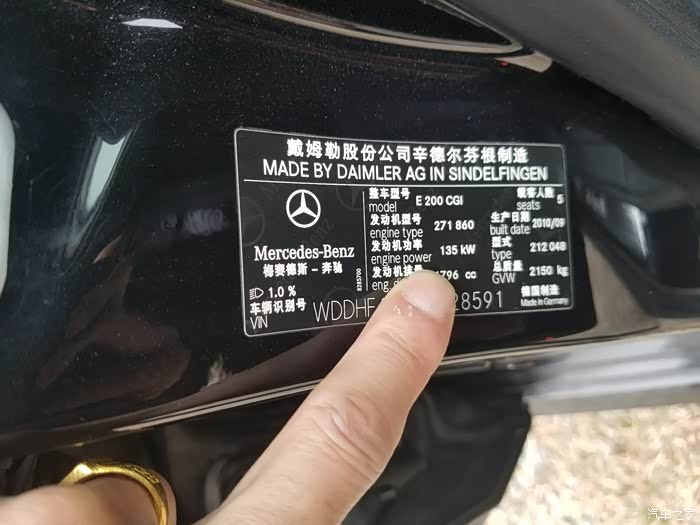 戴姆勒股份公司辛德尔芬根制造
MADE BY DAIMLER AG IN SINDELFINGEN
Mercedes-Benz
梅赛德斯 - 奔驰
1.0 %
车辆识别号
VIN
整车型号
model E 200 CGI
载客人数
seats 5
发动机型号
engine type 271 860
生产日期
built date 2010/09
发动机功率
engine power 135 kW
型式
type 212 048
发动机排
eng. 1796 cc
总质量
GVW 2150 kg
WDDHF 28591
德国制造
Made in Germany
8285700
汽车之家